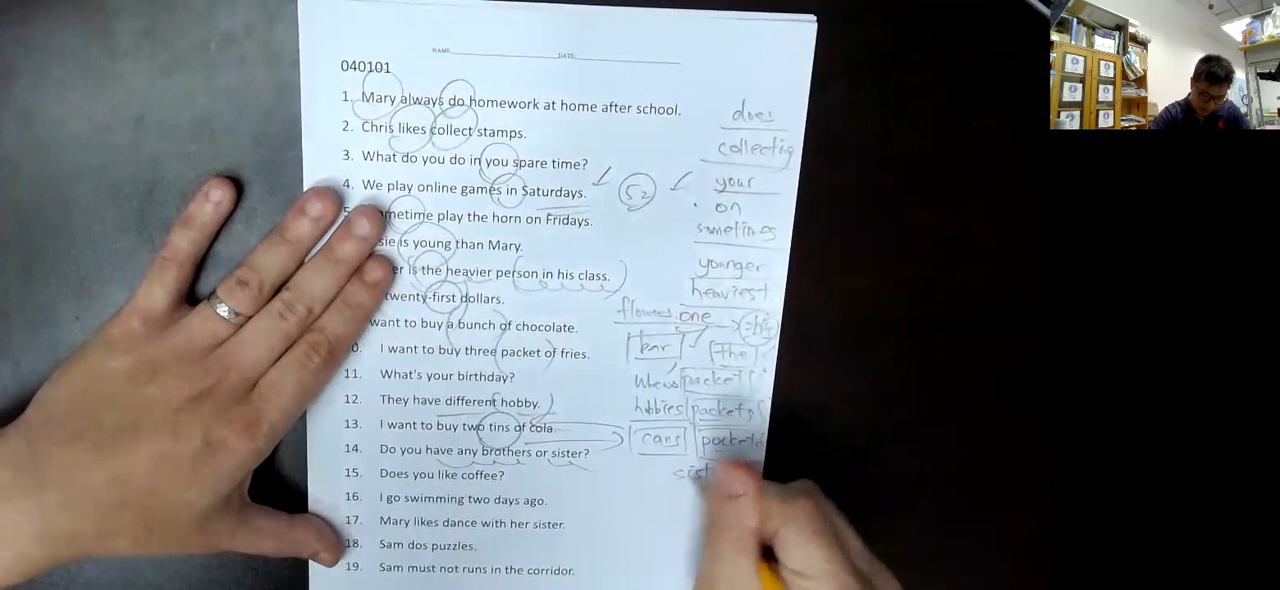 NAME DATE
040101
1. Mary always do homework at home after school. does
2. Chris likes collect stamps. collecting
3. What do you do in you spare time? your
4. We play online games in Saturdays. 52 on
metime play the horn on Fridays.
sie is young than Mary. younger
er is the heavier person in his class. heaviest
twenty-first dollars. flowers one
want to buy a bunch of chocolate. bar The
0. I want to buy three packet of fries. packets
11. What's your birthday? When's
12. They have different hobby. hobbies packets
13. I want to buy two tins of cola. cans
14. Do you have any brothers or sister? sist
15. Does you like coffee?
16. I go swimming two days ago.
17. Mary likes dance with her sister.
18. Sam dos puzzles.
19. Sam must not runs in the corridor.